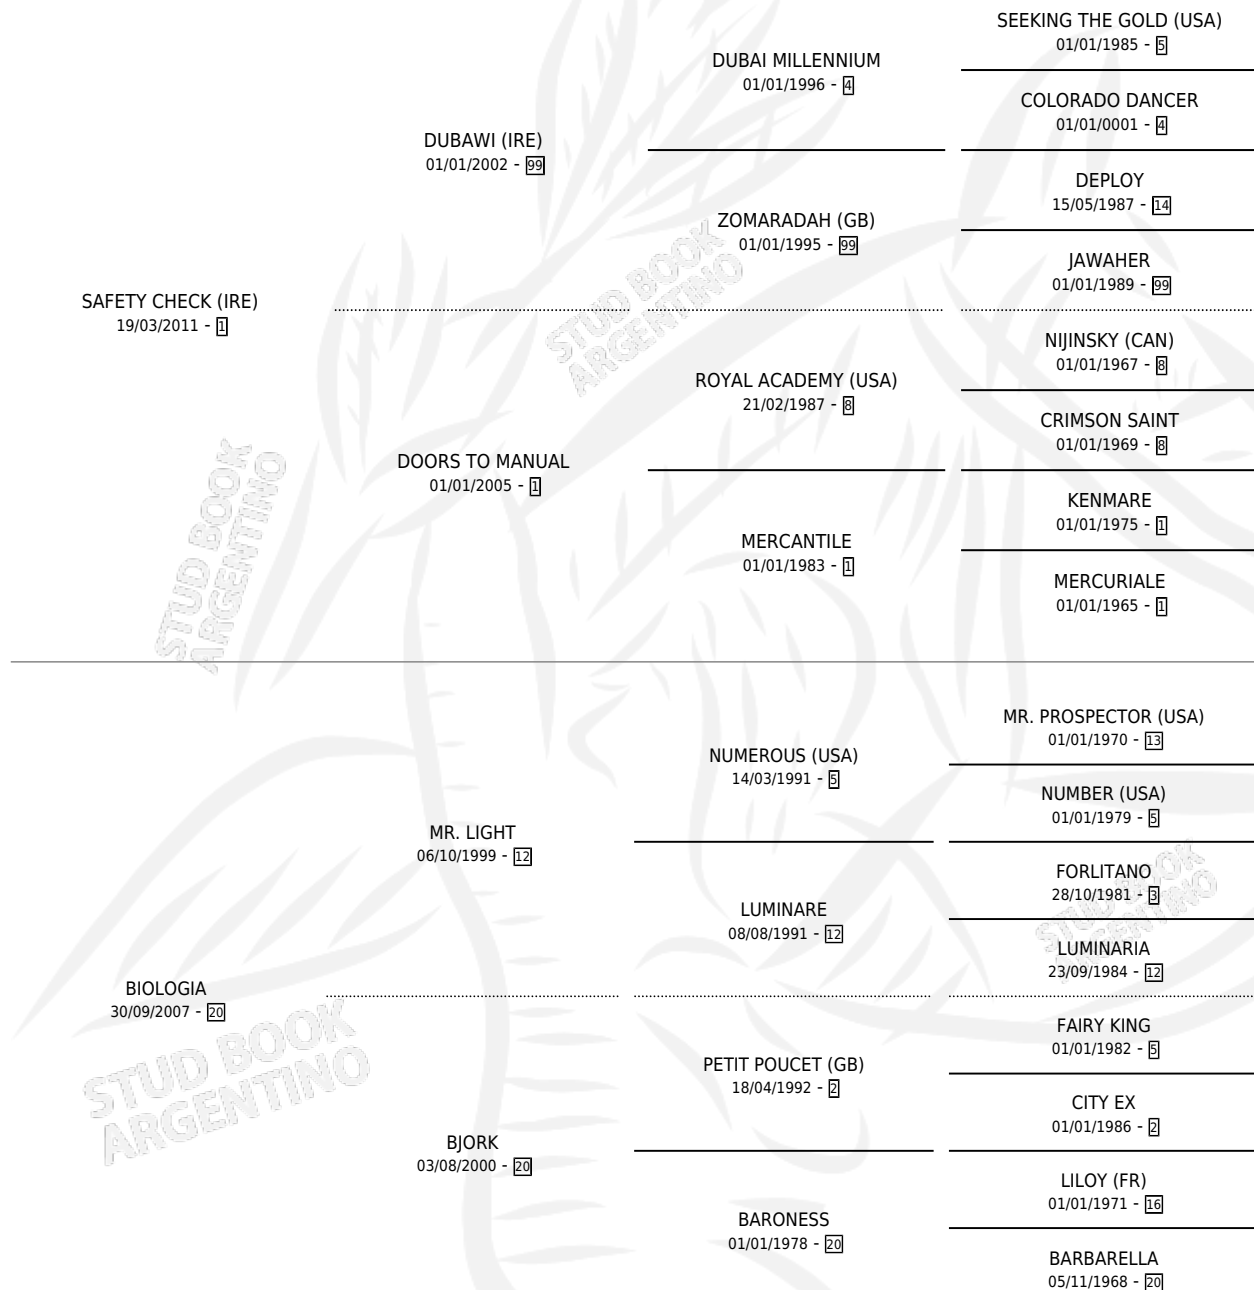 SEEKING THE GOLD (USA)
01/01/1985 - 5
DUBAI MILLENNIUM
01/01/1996 - 4
COLORADO DANCER
01/01/0001 - 4
DUBAWI (IRE)
01/01/2002 - 99
DEPLOY
15/05/1987 - 14
ZOMARADAH (GB)
01/01/1995 - 99
JAWAHER
01/01/1989 - 99
SAFETY CHECK (IRE)
19/03/2011 - 1
STUD BOOK
ARGENTINO
NIJINSKY (CAN)
01/01/1967 - 8
ROYAL ACADEMY (USA)
21/02/1987 - 8
CRIMSON SAINT
01/01/1969 - 8
DOORS TO MANUAL
01/01/2005 - 1
KENMARE
01/01/1975 - 1
MERCANTILE
01/01/1983 - 1
MERCURIALE
01/01/1965 - 1
STUD BOOK
ARGENTINO
MR. PROSPECTOR (USA)
01/01/1970 - 13
NUMEROUS (USA)
14/03/1991 - 5
NUMBER (USA)
01/01/1979 - 5
MR. LIGHT
06/10/1999 - 12
FORLITANO
28/10/1981 - 3
LUMINARE
08/08/1991 - 12
LUMINARIA
23/09/1984 - 12
STUD BOOK
ARGENTINO
BIOLOGIA
30/09/2007 - 20
STUD BOOK
ARGENTINO
FAIRY KING
01/01/1982 - 5
PETIT POUCET (GB)
18/04/1992 - 2
CITY EX
01/01/1986 - 2
BJORK
03/08/2000 - 20
LILOY (FR)
01/01/1971 - 16
BARONESS
01/01/1978 - 20
BARBARELLA
05/11/1968 - 20